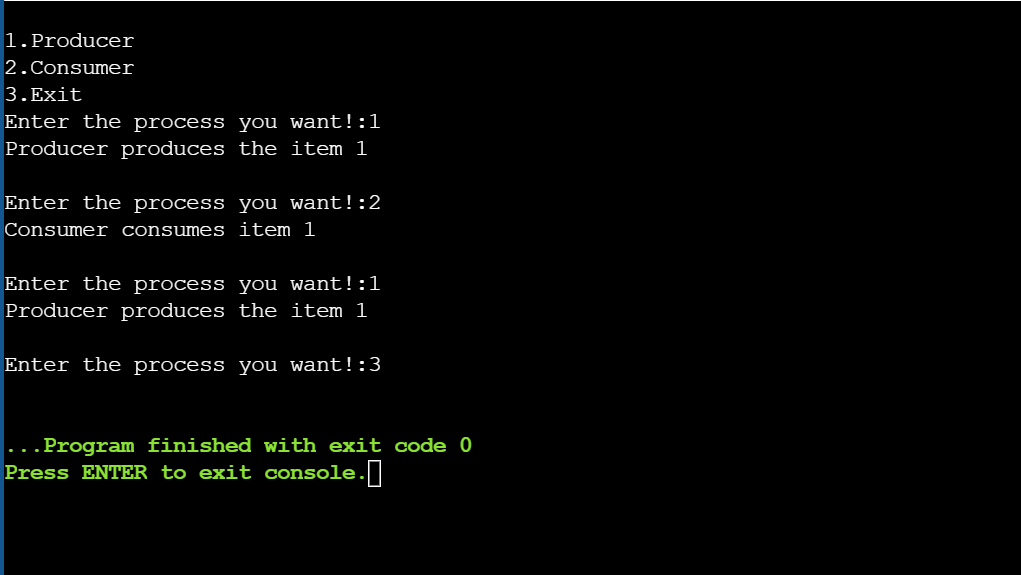 1.Producer
2.Consumer
3.Exit
Enter the process you want!:1
Producer produces the item 1
Enter the process you want!:2
Consumer consumes item 1
Enter the process you want!:1
Producer produces the item 1
Enter the process you want!:3
...Program finished with exit code 0
Press ENTER to exit console.